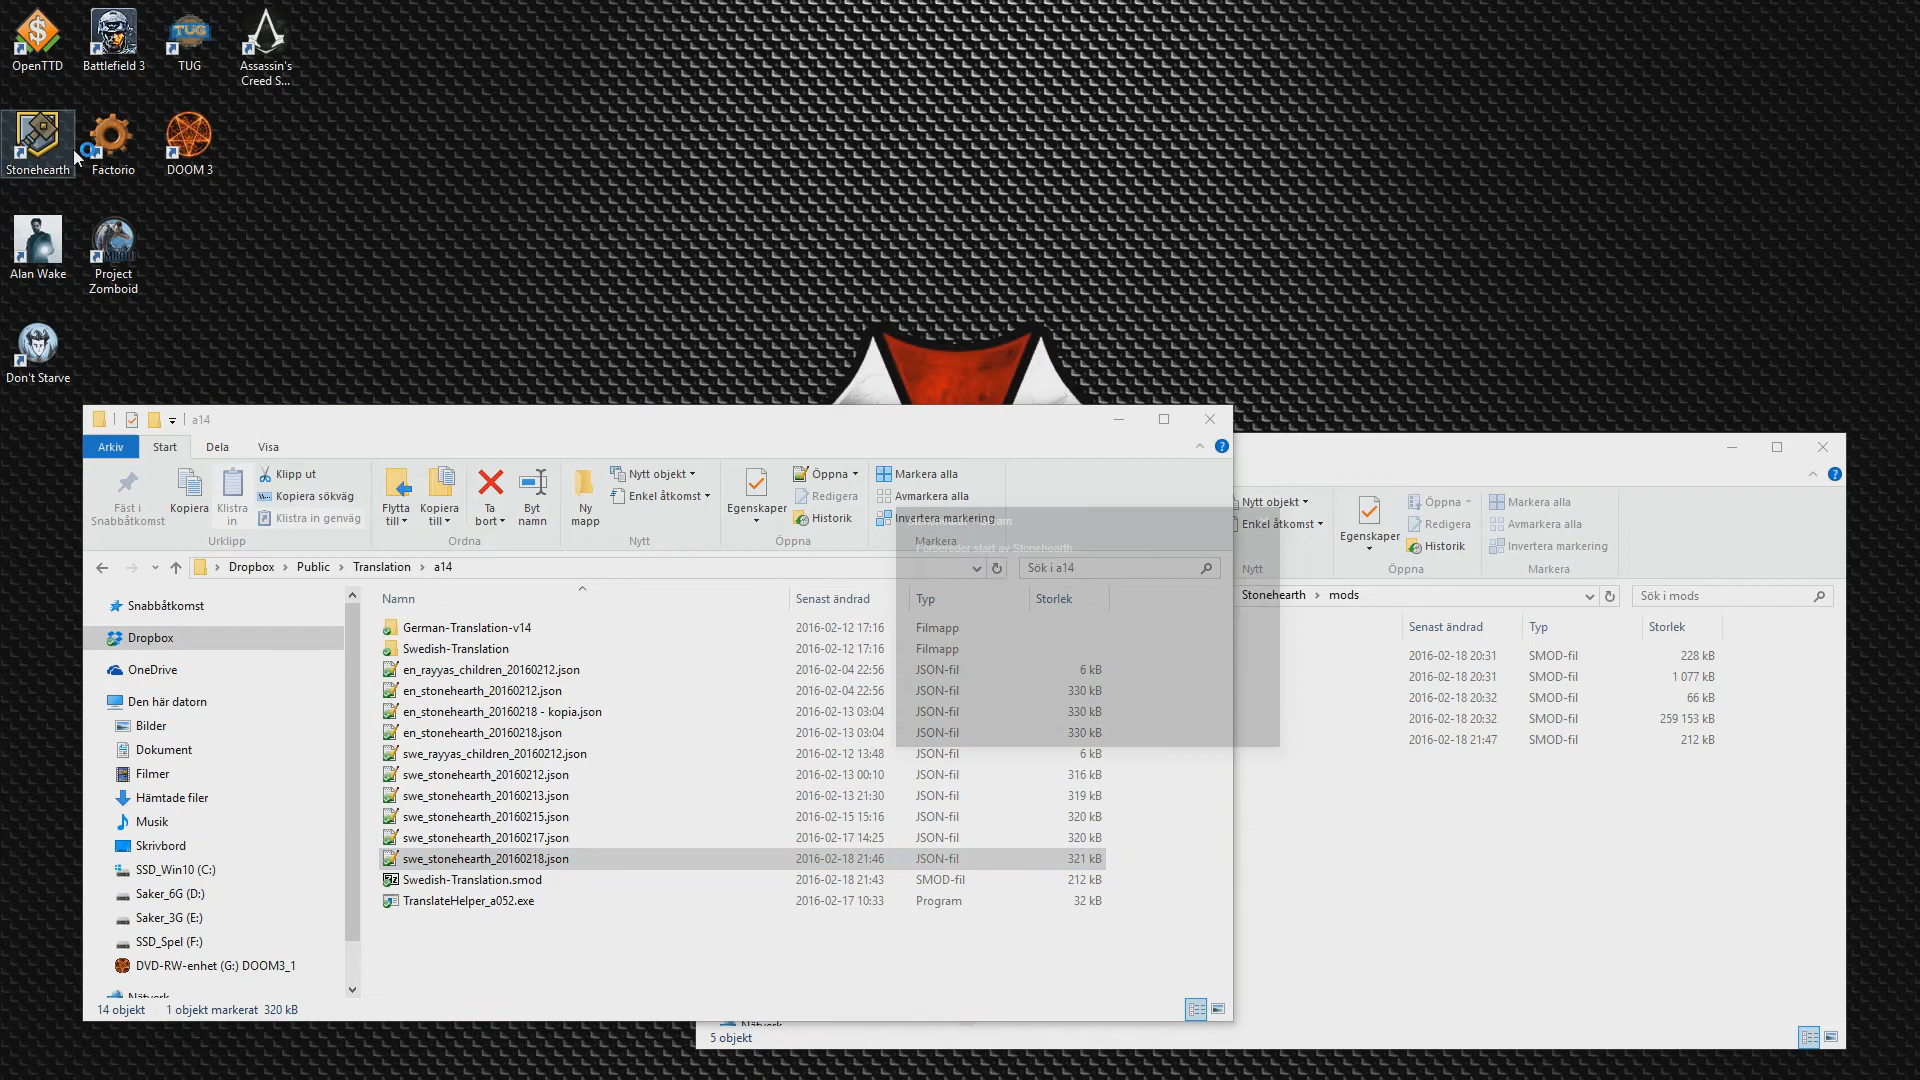 OpenTTD
Battlefield 3
TUG
Assassin's
Creed S...
Stonehearth
Factorio
DOOM 3
Alan Wake
Project
Zomboid
Don't Starve
a14
Arkiv
Start
Dela
Visa
Fäst i
Snabbåtkomst
Kopiera
Klistra
in
Klipp ut
Kopiera sökväg
Klistra in genväg
Urklipp
Flytta
till
Kopiera
till
Ta
bort
Byt
namn
Ordna
Ny
mapp
Nytt objekt
Enkel åtkomst
Nytt
Egenskaper
Öppna
Redigera
Historik
Öppna
Markera alla
Avmarkera alla
Invertera markering
Markera
Förbereder start av Stonehearth
Dropbox
Public
Translation
a14
Sök i a14
Snabbåtkomst
Dropbox
OneDrive
Den här datorn
Bilder
Dokument
Filmer
Hämtade filer
Musik
Skrivbord
SSD_Win10 (C:)
Saker_6G (D:)
Saker_3G (E:)
SSD_Spel (F:)
DVD-RW-enhet (G:) DOOM3_1
Nätverk
Namn Senast ändrad Typ Storlek
German-Translation-v14 2016-02-12 17:16 Filmapp
Swedish-Translation 2016-02-12 17:16 Filmapp
en_rayyas_children_20160212.json 2016-02-04 22:56 JSON-fil 6 kB
en_stonehearth_20160212.json 2016-02-04 22:56 JSON-fil 330 kB
en_stonehearth_20160218 - kopia.json 2016-02-13 03:04 JSON-fil 330 kB
en_stonehearth_20160218.json 2016-02-13 03:04 JSON-fil 330 kB
swe_rayyas_children_20160212.json 2016-02-12 13:48 JSON-fil 6 kB
swe_stonehearth_20160212.json 2016-02-13 00:10 JSON-fil 316 kB
swe_stonehearth_20160213.json 2016-02-13 21:30 JSON-fil 319 kB
swe_stonehearth_20160215.json 2016-02-15 15:16 JSON-fil 320 kB
swe_stonehearth_20160217.json 2016-02-17 14:25 JSON-fil 320 kB
swe_stonehearth_20160218.json 2016-02-18 21:46 JSON-fil 321 kB
Swedish-Translation.smod 2016-02-18 21:43 SMOD-fil 212 kB
TranslateHelper_a052.exe 2016-02-17 10:33 Program 32 kB
14 objekt 1 objekt markerat 320 kB
Nytt objekt
Enkel åtkomst
Nytt
Egenskaper
Öppna
Redigera
Historik
Öppna
Markera alla
Avmarkera alla
Invertera markering
Markera
Stonehearth
mods
Sök i mods
Senast ändrad Typ Storlek
2016-02-18 20:31 SMOD-fil 228 kB
2016-02-18 20:31 SMOD-fil 1 077 kB
2016-02-18 20:32 SMOD-fil 66 kB
2016-02-18 20:32 SMOD-fil 259 153 kB
2016-02-18 21:47 SMOD-fil 212 kB
Nätverk
5 objekt